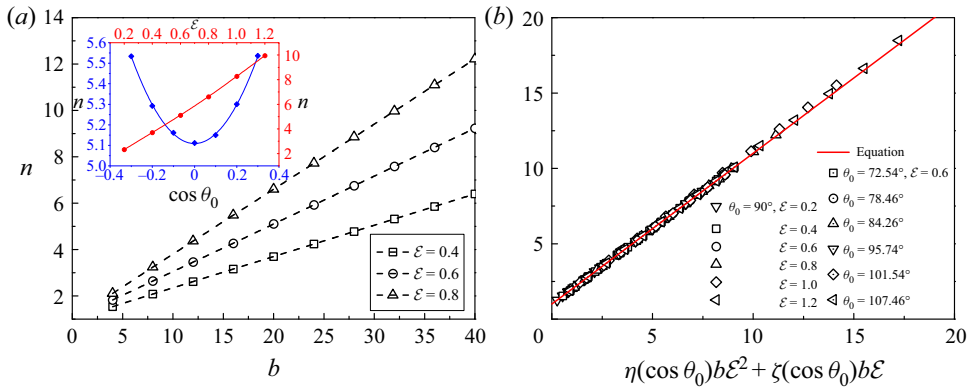 (a)
n
14
12
10
8
6
4
2
0 5 10 15 20 25 30 35 40
b
ℰ
0.2 0.4 0.6 0.8 1.0 1.2
5.6
5.5
5.4
5.3
5.2
5.1
5.0
n
10
8
6
4
2
n
−0.4 −0.2 0 0.2 0.4
cos θ0
ℰ = 0.4
ℰ = 0.6
ℰ = 0.8
(b)
20
15
10
5
0 5 10 15 20
η(cos θ0)bℰ² + ζ(cos θ0)bℰ
Equation
θ0 = 72.54°, ℰ = 0.6
θ0 = 78.46°
θ0 = 84.26°
θ0 = 95.74°
θ0 = 101.54°
θ0 = 107.46°
θ0 = 90°, ℰ = 0.2
ℰ = 0.4
ℰ = 0.6
ℰ = 0.8
ℰ = 1.0
ℰ = 1.2